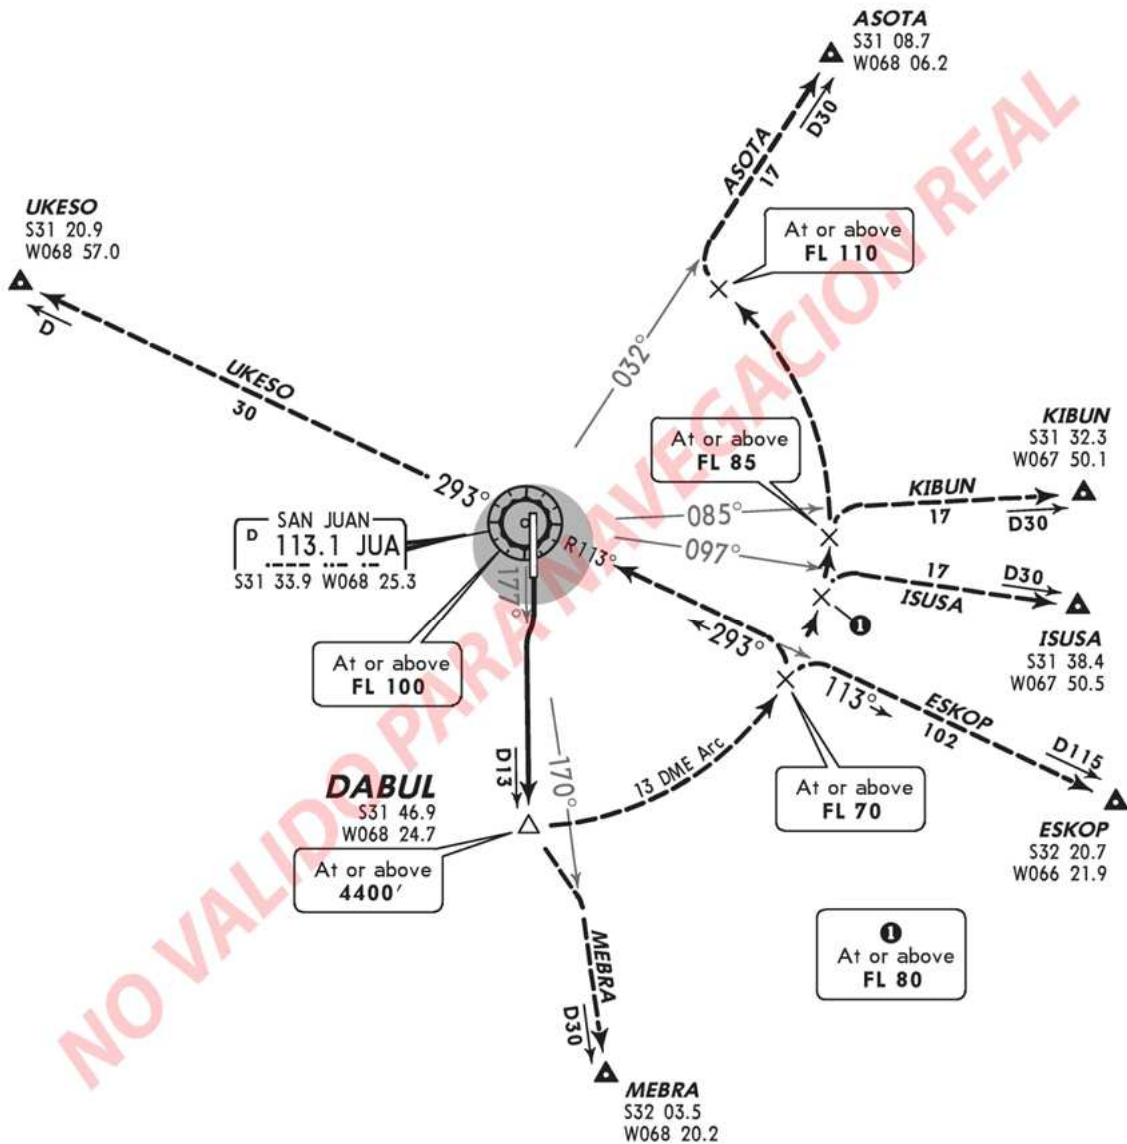 ASOTA
S31 08.7
W068 06.2
D30
ASOTA
17
UKESO
S31 20.9
W068 57.0
D
At or above
FL 110
UKESO
30
032°
At or above
FL 85
KIBUN
S31 32.3
W067 50.1
KIBUN
17
D30
293°
SAN JUAN
D 113.1 JUA
S31 33.9 W068 25.3
085°
097°
R113°
177°
17
ISUSA
D30
1
ISUSA
S31 38.4
W067 50.5
293°
At or above
FL 100
113°
ESKOP
102
D115
ESKOP
S32 20.7
W066 21.9
D13
170°
13 DME Arc
At or above
FL 70
DABUL
S31 46.9
W068 24.7
At or above
4400'
MEBRA
D30
1
At or above
FL 80
MEBRA
S32 03.5
W068 20.2
NO VALIDO PARA NAVEGACION REAL